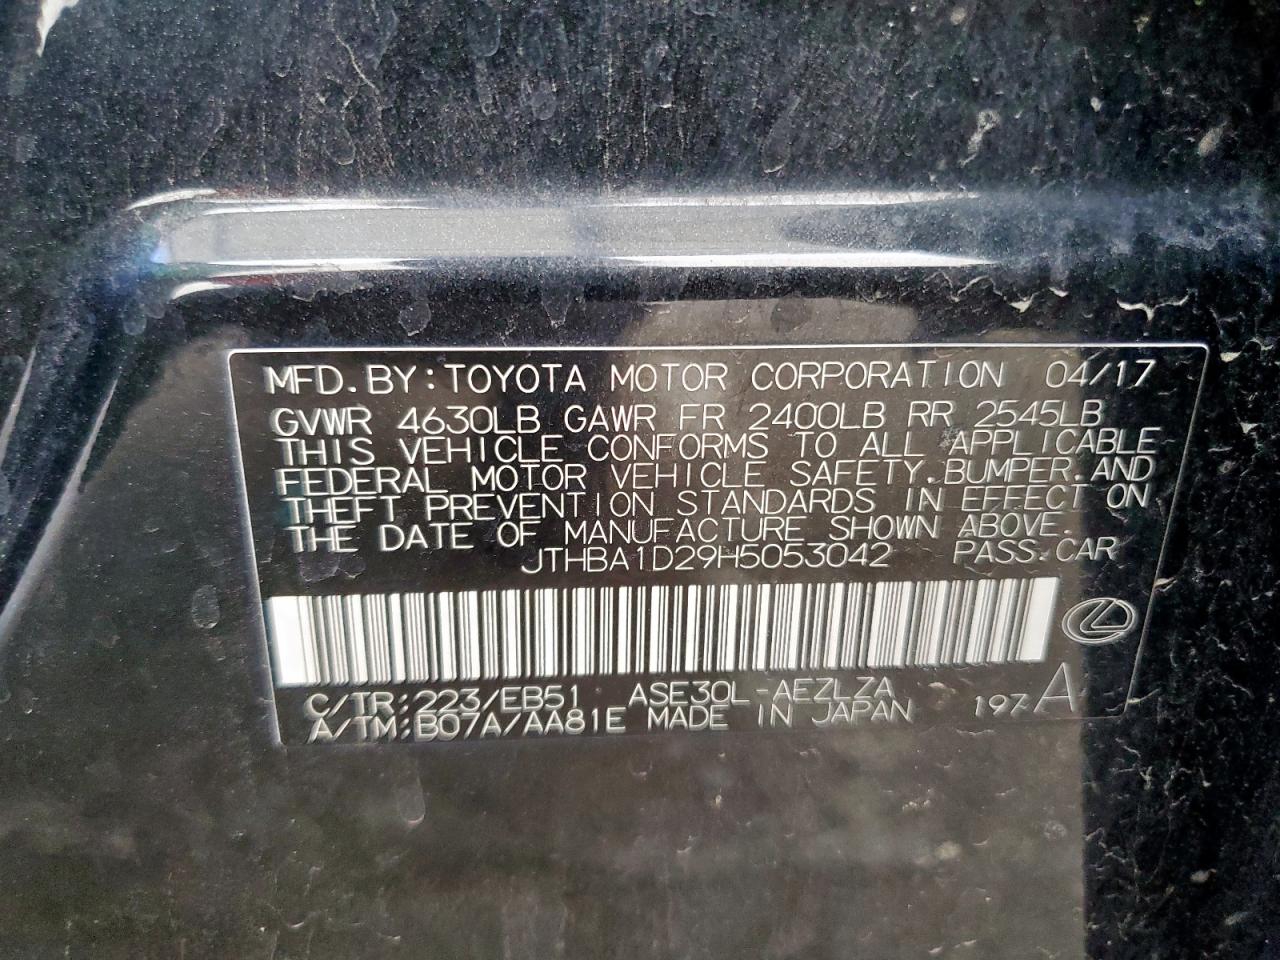 MFD. BY: TOYOTA MOTOR CORPORATION 04/17
GVWR 4630LB GAWR FR 2400LB RR 2545LB
THIS VEHICLE CONFORMS TO ALL APPLICABLE
FEDERAL MOTOR VEHICLE SAFETY, BUMPER, AND
THEFT PREVENTION STANDARDS IN EFFECT ON
THE DATE OF MANUFACTURE SHOWN ABOVE.
JTHBA1D29H5053042 PASS. CAR
C/TR: 223/EB51 ASE30L-AEZLZA
A/TM: B07A/AA81E MADE IN JAPAN 197 A